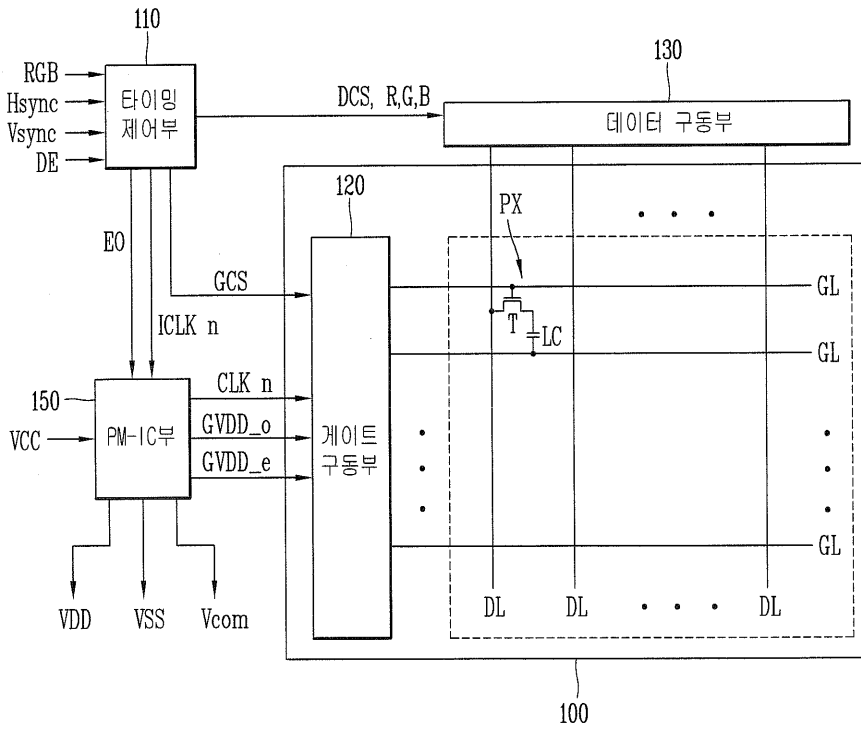 110
RGB
Hsync
Vsync
DE
타이밍
제어부
DCS, R,G,B
130
데이터 구동부
120
PX
EO
GCS
ICLK n
GL
T
LC
GL
150
VCC
PM-IC부
CLK n
GVDD_o
GVDD_e
게이트
구동부
GL
VDD
VSS
Vcom
DL
DL
DL
100